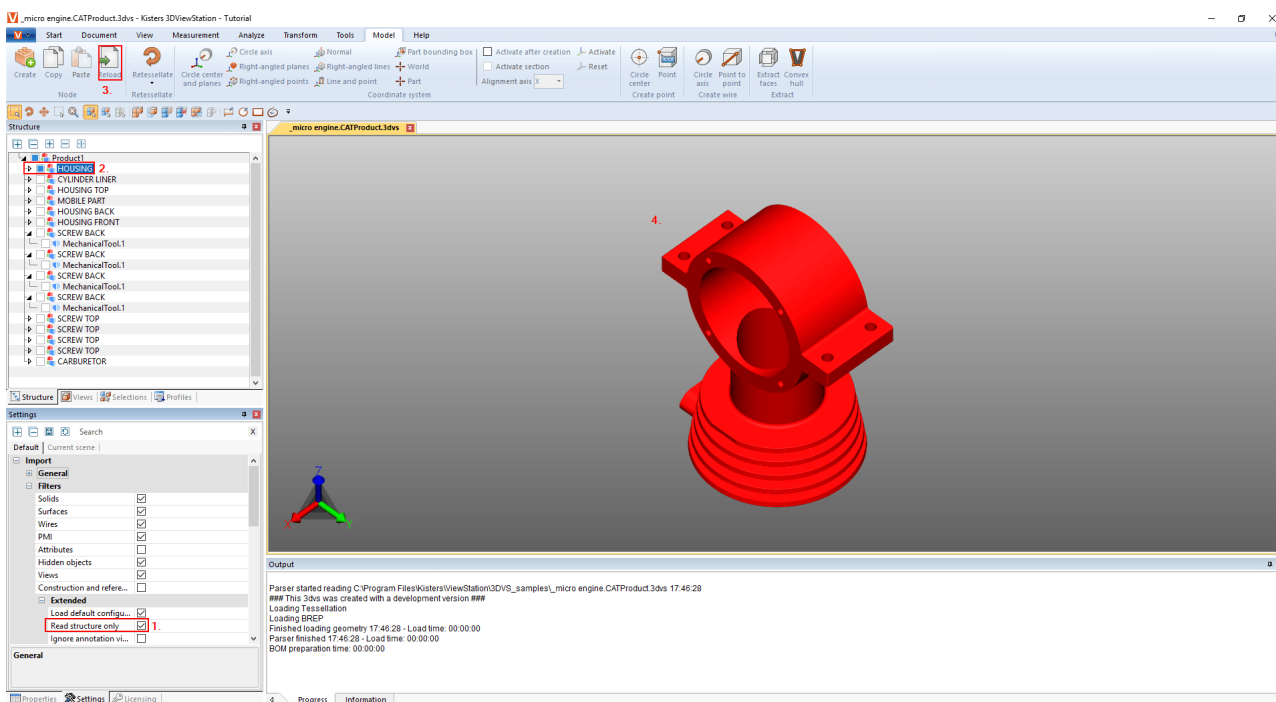 _micro engine.CATProduct.3dvs - Kisters 3DViewStation - Tutorial
V Start Document View Measurement Analyze Transform Tools Model Help
Create Copy Paste Reload
3.
Node
Retessellate
Retessellate
Circle center and planes
Circle axis
Right-angled planes
Right-angled points
Normal
Right-angled lines
Line and point
Part bounding box
World
Part
Activate after creation
Activate section
Alignment axis X
Activate
Reset
Coordinate system
Circle center
Point
Create point
Circle axis
Point to point
Create wire
Extract faces
Convex hull
Extract
Structure
_micro engine.CATProduct.3dvs
Product1
HOUSING 2.
CYLINDER LINER
HOUSING TOP
MOBILE PART
HOUSING BACK
HOUSING FRONT
SCREW BACK
MechanicalTool.1
SCREW BACK
MechanicalTool.1
SCREW BACK
MechanicalTool.1
SCREW BACK
MechanicalTool.1
SCREW TOP
SCREW TOP
SCREW TOP
SCREW TOP
CARBURETOR
Structure Views Selections Profiles
4.
Z
X Y
Settings
Search X
Default Current scene
Import
General
Filters
Solids
Surfaces
Wires
PMI
Attributes
Hidden objects
Views
Construction and refere...
Extended
Load default configu...
Read structure only 1.
Ignore annotation vi...
General
Properties Settings Licensing
Output
Parser started reading C:\Program Files\Kisters\ViewStation\3DVS_samples\_micro engine.CATProduct.3dvs 17:46:28
### This 3dvs was created with a development version ###
Loading Tessellation
Loading BREP
Finished loading geometry 17:46:28 - Load time: 00:00:00
Parser finished 17:46:28 - Load time: 00:00:00
BOM preparation time: 00:00:00
Progress Information